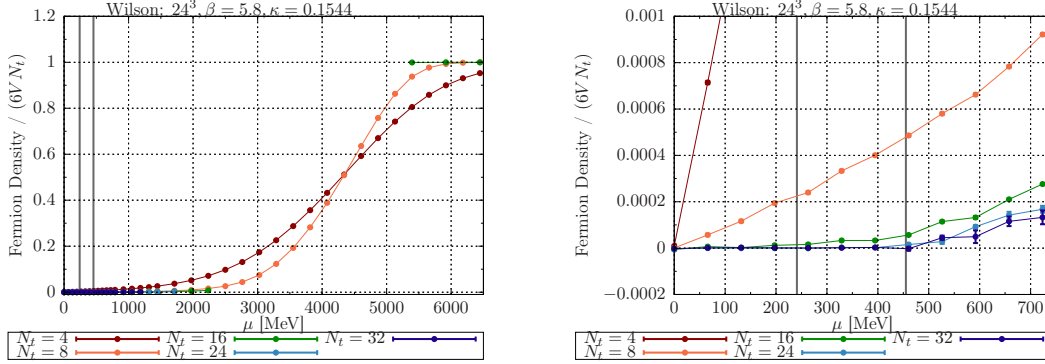 Wilson; 24³, β = 5.8, κ = 0.1544
Fermion Density / (6V N_t)
1.2
1
0.8
0.6
0.4
0.2
0
0 1000 2000 3000 4000 5000 6000
μ [MeV]
N_t = 4 N_t = 16 N_t = 32
N_t = 8 N_t = 24
Wilson; 24³, β = 5.8, κ = 0.1544
Fermion Density / (6V N_t)
0.001
0.0008
0.0006
0.0004
0.0002
0
−0.0002
0 100 200 300 400 500 600 700
μ [MeV]
N_t = 4 N_t = 16 N_t = 32
N_t = 8 N_t = 24